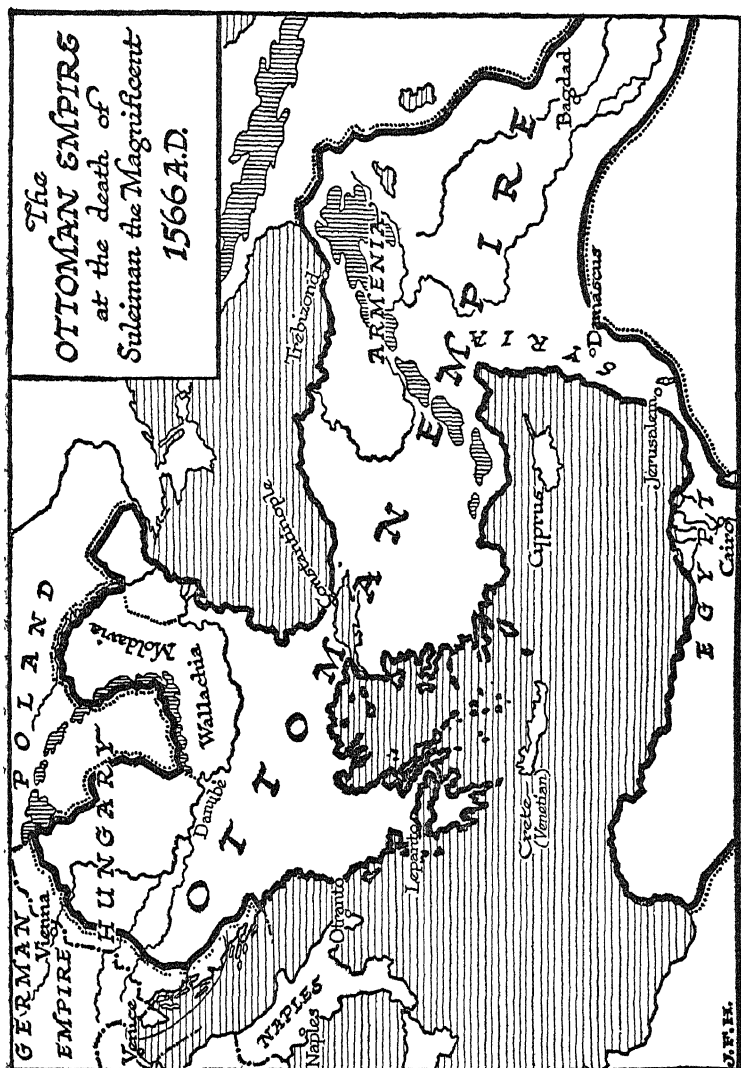 The
OTTOMAN EMPIRE
at the death of
Suleiman the Magnificent
1566 A.D.
GERMAN
EMPIRE
Vienna
POLAND
HUNGARY
Moldavia
Wallachia
Danube
Venice
NAPLES
Naples
Otranto
Lepanto
Crete
(Venetian)
Constantinople
Trebizond
ARMENIA
OTTOMAN EMPIRE
SYRIA
Cyprus
Damascus
Jerusalem
Bagdad
EGYPT
Cairo
J.F.H.